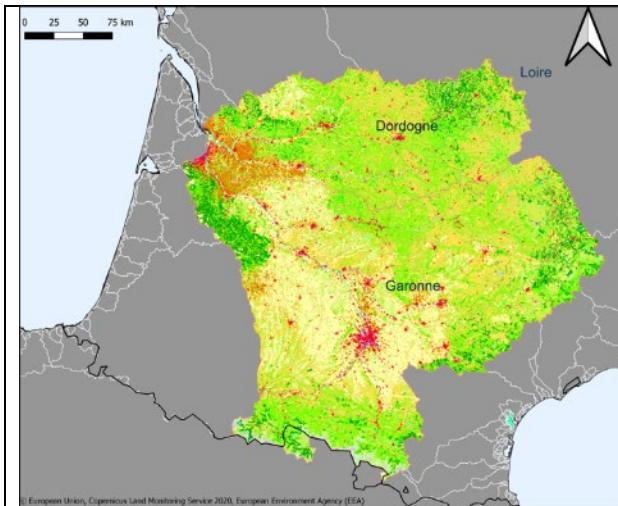 0 25 50 75 km
Loire
Dordogne
Garonne
© European Union, Copernicus Land Monitoring Service 2020, European Environment Agency (EEA)